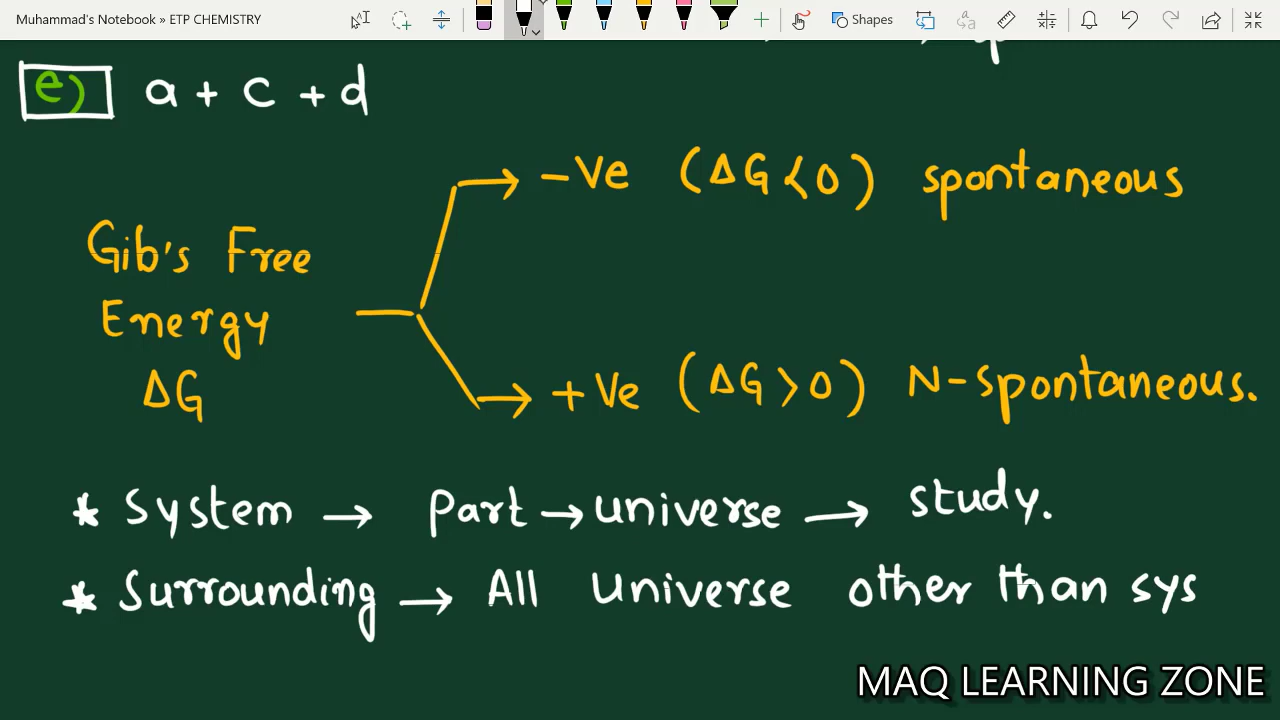 Muhammad's Notebook » ETP CHEMISTRY
Shapes
e) a + c + d
-Ve (ΔG<0) spontaneous
Gib's Free
Energy
ΔG
+Ve (ΔG>0) N-spontaneous.
* System → Part → universe → study.
* Surrounding → All Universe other than sys
MAQ LEARNING ZONE